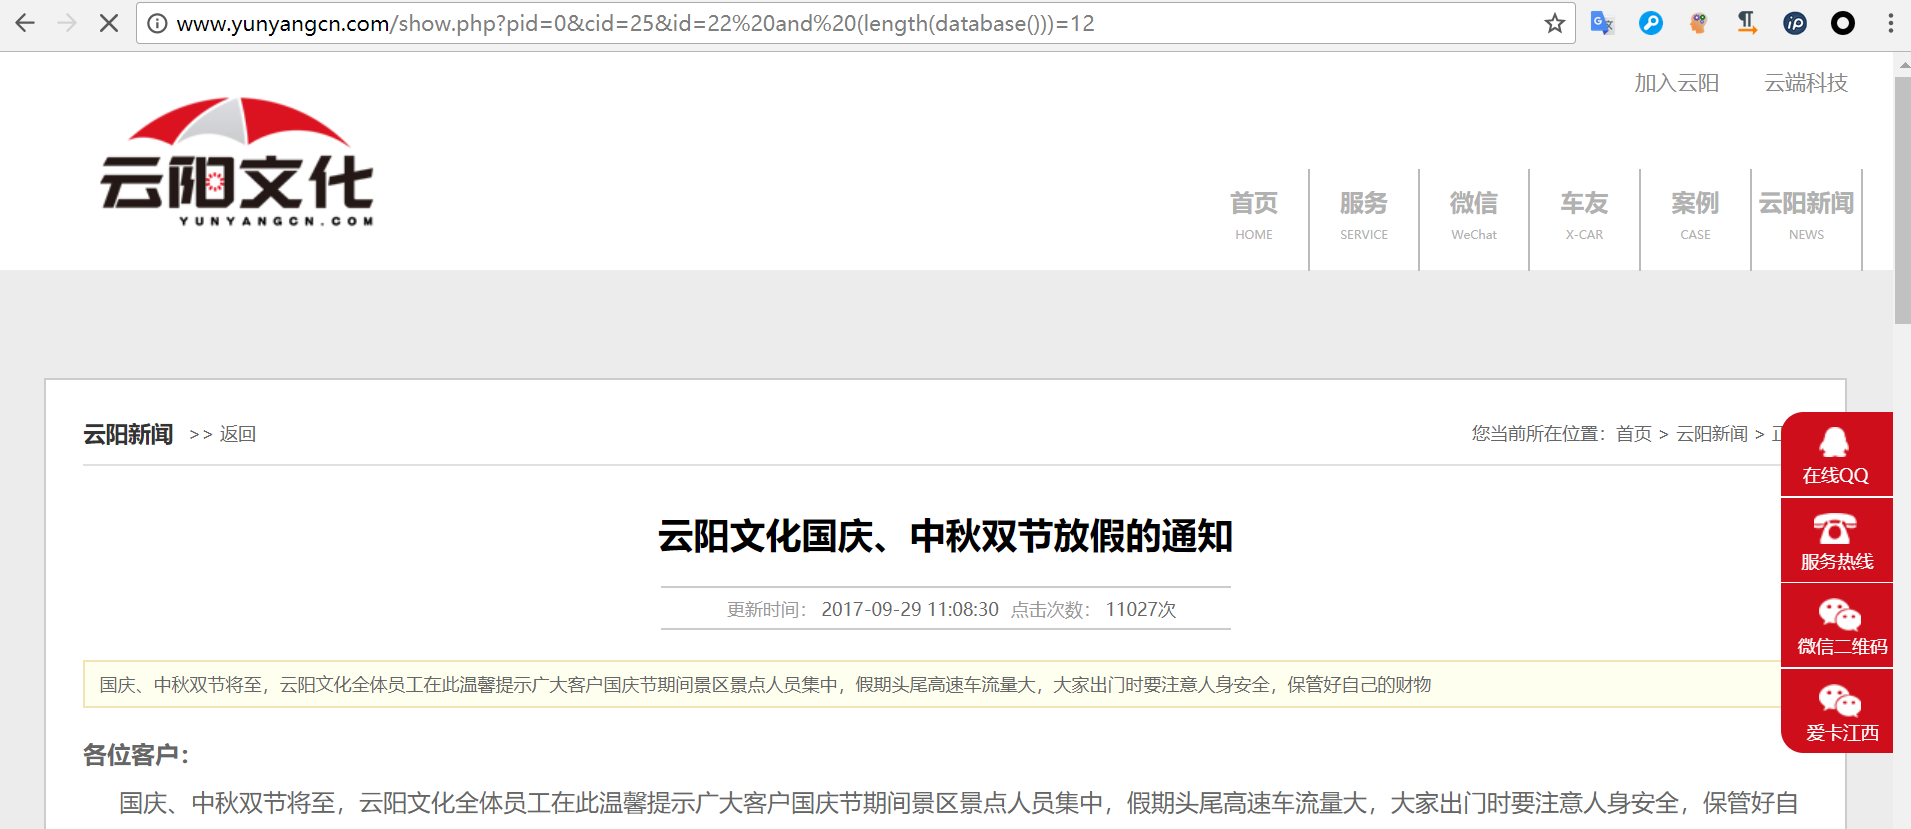 www.yunyangcn.com/show.php?pid=0&cid=25&id=22%20and%20(length(database()))=12
加入云阳 云端科技
云阳文化
YUNYANGCN.COM
首页 服务 微信 车友 案例 云阳新闻
HOME SERVICE WeChat X-CAR CASE NEWS
云阳新闻 >> 返回 您当前所在位置：首页 > 云阳新闻 >
在线QQ
云阳文化国庆、中秋双节放假的通知
服务热线
更新时间： 2017-09-29 11:08:30 点击次数： 11027次
微信二维码
国庆、中秋双节将至，云阳文化全体员工在此温馨提示广大客户国庆节期间景区景点人员集中，假期头尾高速车流量大，大家出门时要注意人身安全，保管好自己的财物
爱卡江西
各位客户：
国庆、中秋双节将至，云阳文化全体员工在此温馨提示广大客户国庆节期间景区景点人员集中，假期头尾高速车流量大，大家出门时要注意人身安全，保管好自